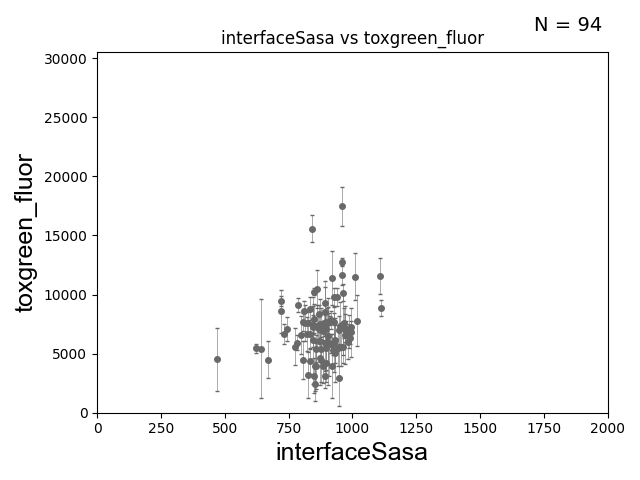 N = 94
interfaceSasa vs toxgreen_fluor
30000
25000
20000
15000
10000
5000
0
toxgreen_fluor
0 250 500 750 1000 1250 1500 1750 2000
interfaceSasa